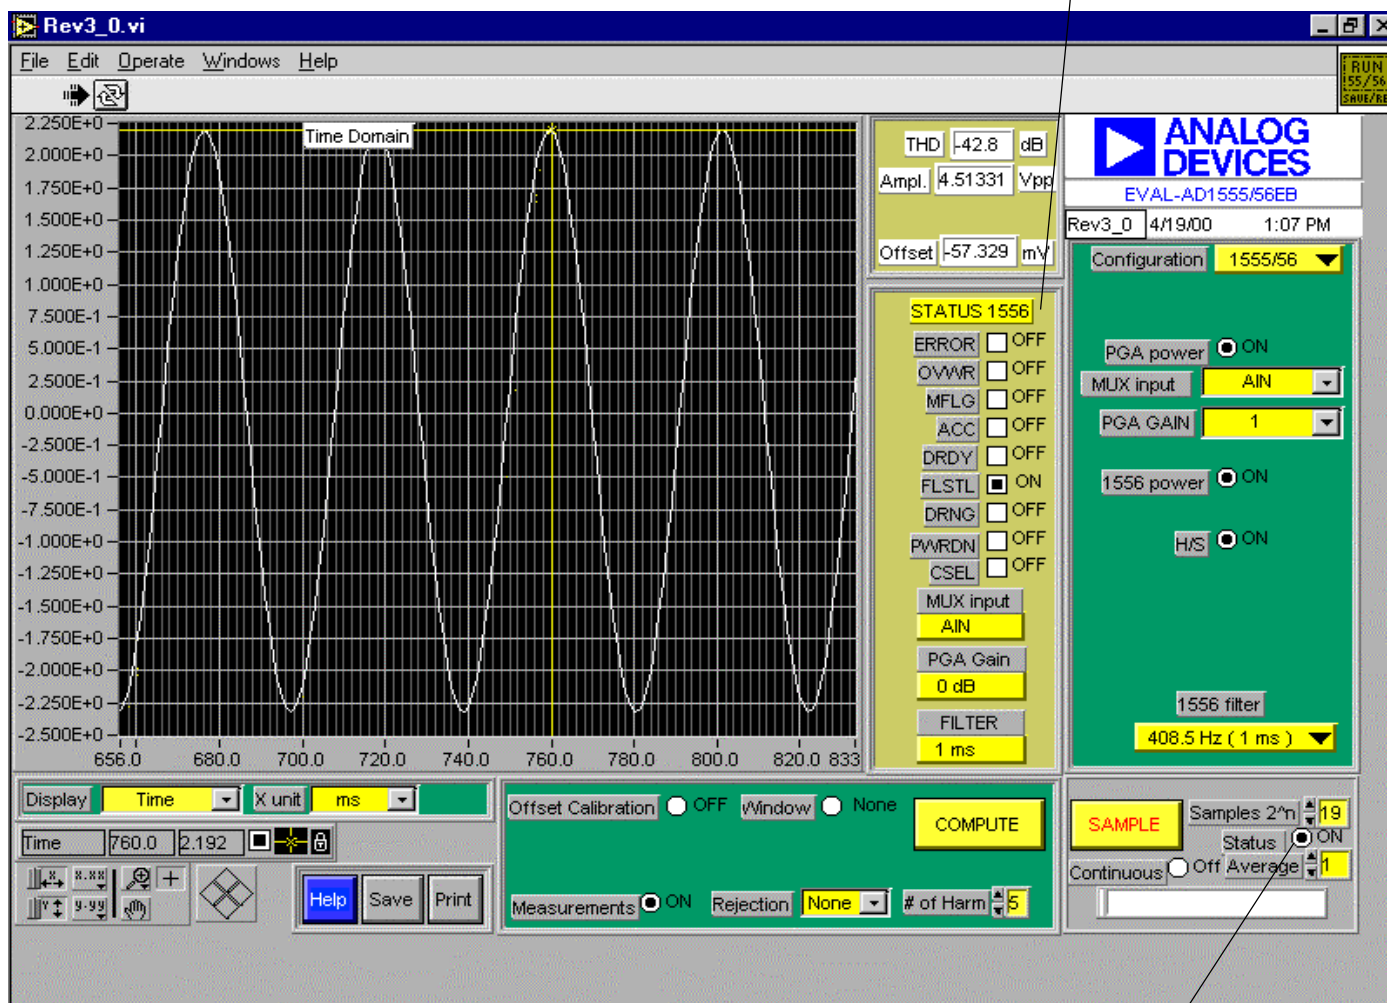 Rev3_0.vi
File Edit Operate Windows Help
RUN
55/56
SAVE/RE
Time Domain
2.250E+0
2.000E+0
1.750E+0
1.500E+0
1.250E+0
1.000E+0
7.500E-1
5.000E-1
2.500E-1
0.000E+0
-2.500E-1
-5.000E-1
-7.500E-1
-1.000E+0
-1.250E+0
-1.500E+0
-1.750E+0
-2.000E+0
-2.250E+0
-2.500E+0
656.0 680.0 700.0 720.0 740.0 760.0 780.0 800.0 820.0 833
THD -42.8 dB
Ampl. 4.51331 Vpp
Offset -57.329 mV
ANALOG
DEVICES
EVAL-AD1555/56EB
Rev3_0 4/19/00 1:07 PM
STATUS 1556
ERROR OFF
OVWR OFF
MFLG OFF
ACC OFF
DRDY OFF
FLSTL ON
DRNG OFF
PWRDN OFF
CSEL OFF
MUX input
AIN
PGA Gain
0 dB
FILTER
1 ms
Configuration 1555/56
PGA power ON
MUX input AIN
PGA GAIN 1
1556 power ON
H/S ON
1556 filter
408.5 Hz ( 1 ms )
Display Time X unit ms
Time 760.0 2.192
Help Save Print
Offset Calibration OFF Window None
COMPUTE
Measurements ON Rejection None # of Harm 5
SAMPLE
Samples 2^n 19
Status ON
Continuous Off Average 1